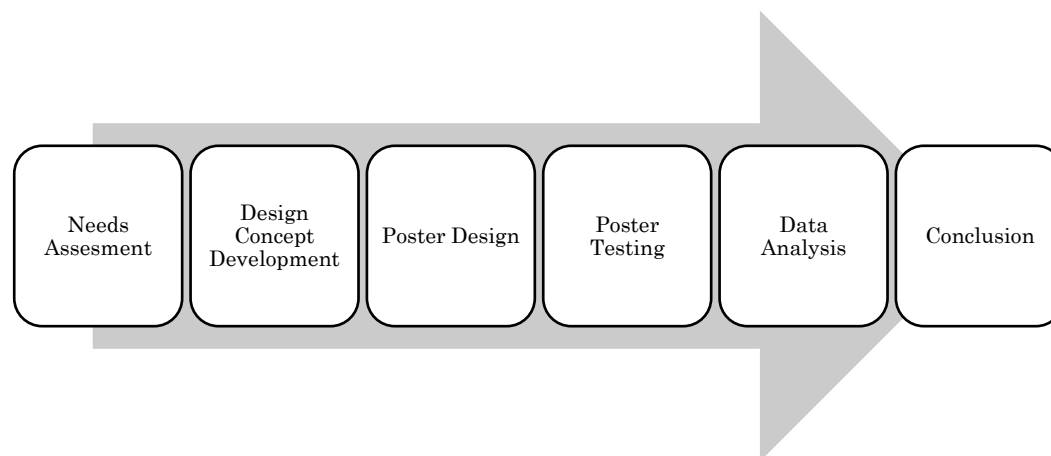 Needs
Assesment
Design
Concept
Development
Poster Design
Poster
Testing
Data
Analysis
Conclusion